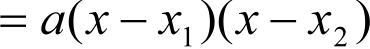 = a(x − x₁)(x − x₂)